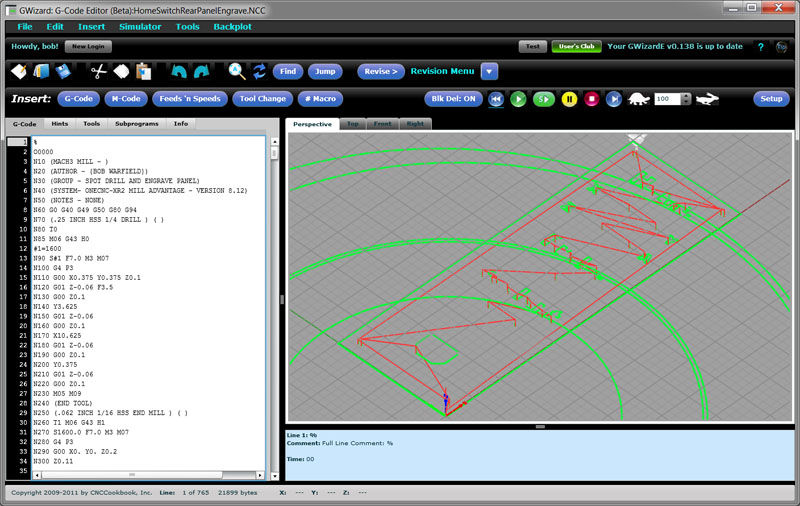 GWizard: G-Code Editor (Beta):HomeSwitchRearPanelEngrave.NCC
File Edit Insert Simulator Tools Backplot
Howdy, bob! New Login Test User's Club Your GWizardE v0.138 is up to date ?
Find Jump Revise > Revision Menu
Insert: G-Code M-Code Feeds 'n Speeds Tool Change # Macro Blk Del: ON 100 Setup
G-Code Hints Tools Subprograms Info
Perspective Top Front Right
1 %
2 O0000
3 N10 (MACH3 MILL - )
4 N20 (AUTHOR - (BOB WARFIELD))
5 N30 (GROUP - SPOT DRILL AND ENGRAVE PANEL)
6 N40 (SYSTEM- ONECNC-XR2 MILL ADVANTAGE - VERSION 8.12)
7 N50 (NOTES - NONE)
8 N60 G0 G40 G49 G50 G80 G94
9 N70 (.25 INCH HSS 1/4 DRILL ) ( )
10 N80 T0
11 N85 M06 G43 H0
12 #1=1600
13 N90 S#1 F7.0 M3 M07
14 N100 G4 P3
15 N110 G00 X0.375 Y0.375 Z0.1
16 N120 G01 Z-0.06 F3.5
17 N130 G00 Z0.1
18 N140 Y3.625
19 N150 G01 Z-0.06
20 N160 G00 Z0.1
21 N170 X10.625
22 N180 G01 Z-0.06
23 N190 G00 Z0.1
24 N200 Y0.375
25 N210 G01 Z-0.06
26 N220 G00 Z0.1
27 N230 M05 M09
28 N240 (END TOOL)
29 N250 (.062 INCH 1/16 HSS END MILL ) ( )
30 N260 T1 M06 G43 H1
31 N270 S1600.0 F7.0 M3 M07
32 N280 G4 P3
33 N290 G00 X0. Y0. Z0.2
34 N300 Z0.11
35
Line 1: %
Comment: Full Line Comment: %
Time: 00
Copyright 2009-2011 by CNCCookbook, Inc. Line: 1 of 765 21899 bytes X: --- Y: --- Z: ---